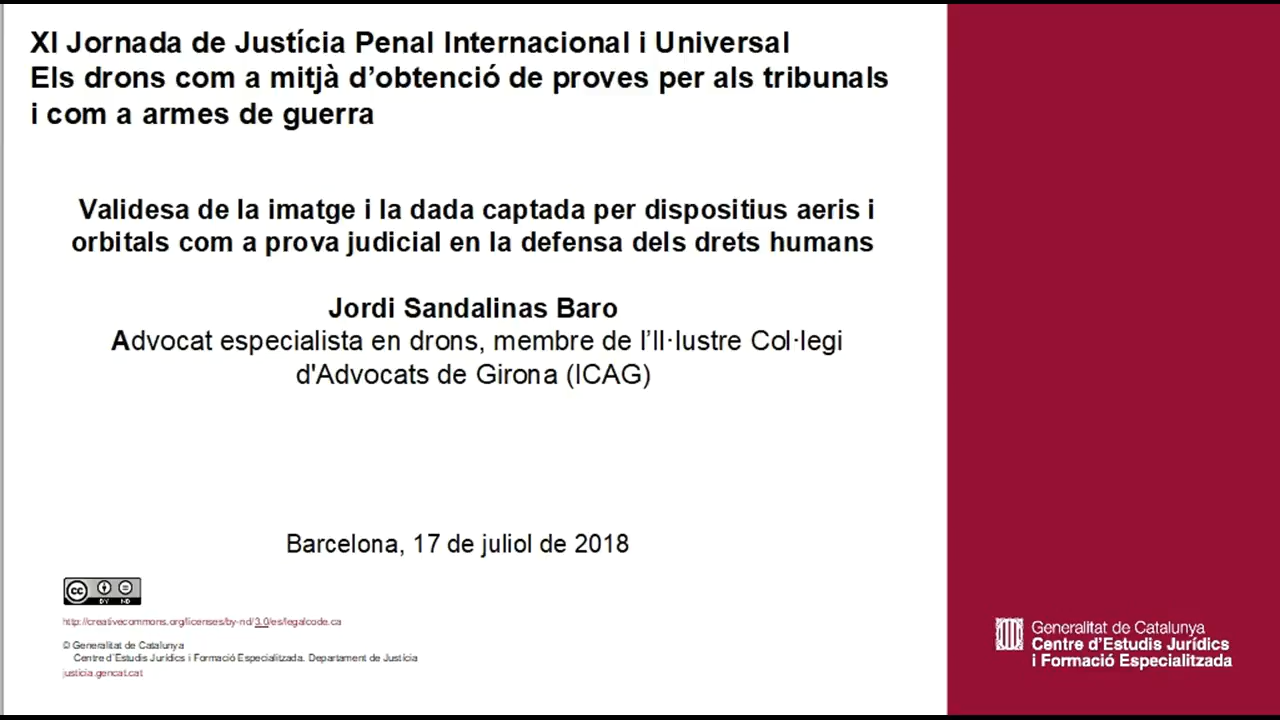 XI Jornada de Justícia Penal Internacional i Universal
Els drons com a mitjà d’obtenció de proves per als tribunals
i com a armes de guerra
Validesa de la imatge i la dada captada per dispositius aeris i
orbitals com a prova judicial en la defensa dels drets humans
Jordi Sandalinas Baro
Advocat especialista en drons, membre de l’Il·lustre Col·legi
d'Advocats de Girona (ICAG)
Barcelona, 17 de juliol de 2018
cc
BY ND
http://creativecommons.org/licenses/by-nd/3.0/es/legalcode.ca
© Generalitat de Catalunya
Centre d’Estudis Jurídics i Formació Especialitzada. Departament de Justícia
justicia.gencat.cat
Generalitat de Catalunya
Centre d’Estudis Jurídics
i Formació Especialitzada